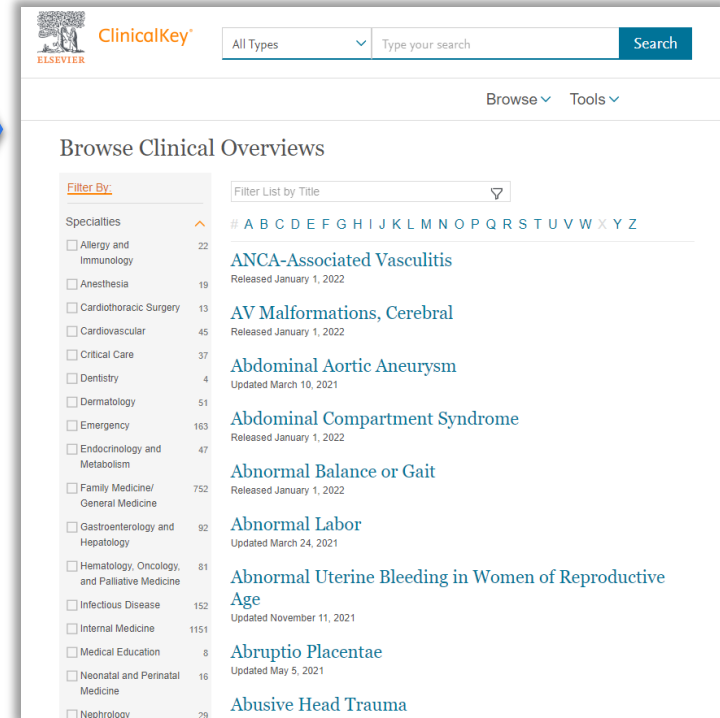 ELSEVIER
ClinicalKey®
All Types
Type your search
Search
Browse
Tools
Browse Clinical Overviews
Filter By:
Specialties
Allergy and
Immunology
22
Anesthesia 19
Cardiothoracic Surgery 13
Cardiovascular 45
Critical Care 37
Dentistry 4
Dermatology 51
Emergency 163
Endocrinology and
Metabolism
47
Family Medicine/
General Medicine
752
Gastroenterology and
Hepatology
92
Hematology, Oncology,
and Palliative Medicine
81
Infectious Disease 152
Internal Medicine 1151
Medical Education 8
Neonatal and Perinatal
Medicine
16
Nephrology 29
Filter List by Title
# A B C D E F G H I J K L M N O P Q R S T U V W X Y Z
ANCA-Associated Vasculitis
Released January 1, 2022
AV Malformations, Cerebral
Released January 1, 2022
Abdominal Aortic Aneurysm
Updated March 10, 2021
Abdominal Compartment Syndrome
Released January 1, 2022
Abnormal Balance or Gait
Released January 1, 2022
Abnormal Labor
Updated March 24, 2021
Abnormal Uterine Bleeding in Women of Reproductive
Age
Updated November 11, 2021
Abruptio Placentae
Updated May 5, 2021
Abusive Head Trauma